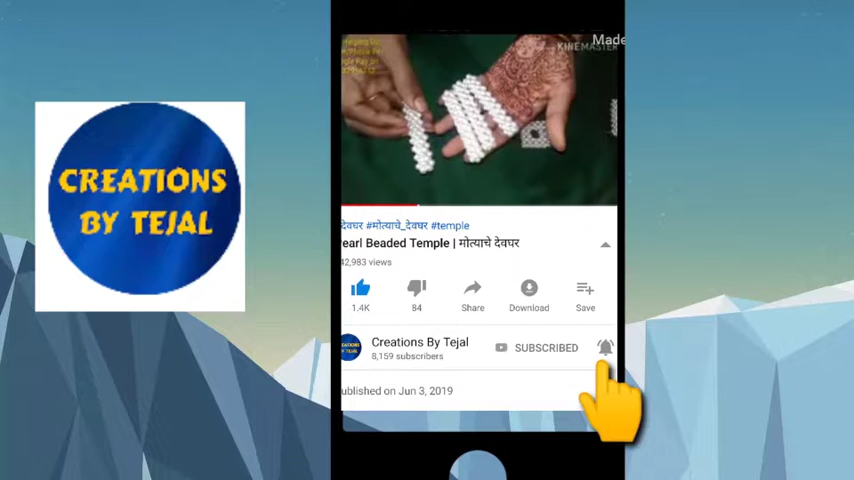 CREATIONS
BY TEJAL
Made
KINEMASTER
देवघर #मोत्याचे_देवघर #temple
earl Beaded Temple | मोत्याचे देवघर
42,983 views
1.4K 84 Share Download Save
Creations By Tejal
8,159 subscribers
SUBSCRIBED
ublished on Jun 3, 2019